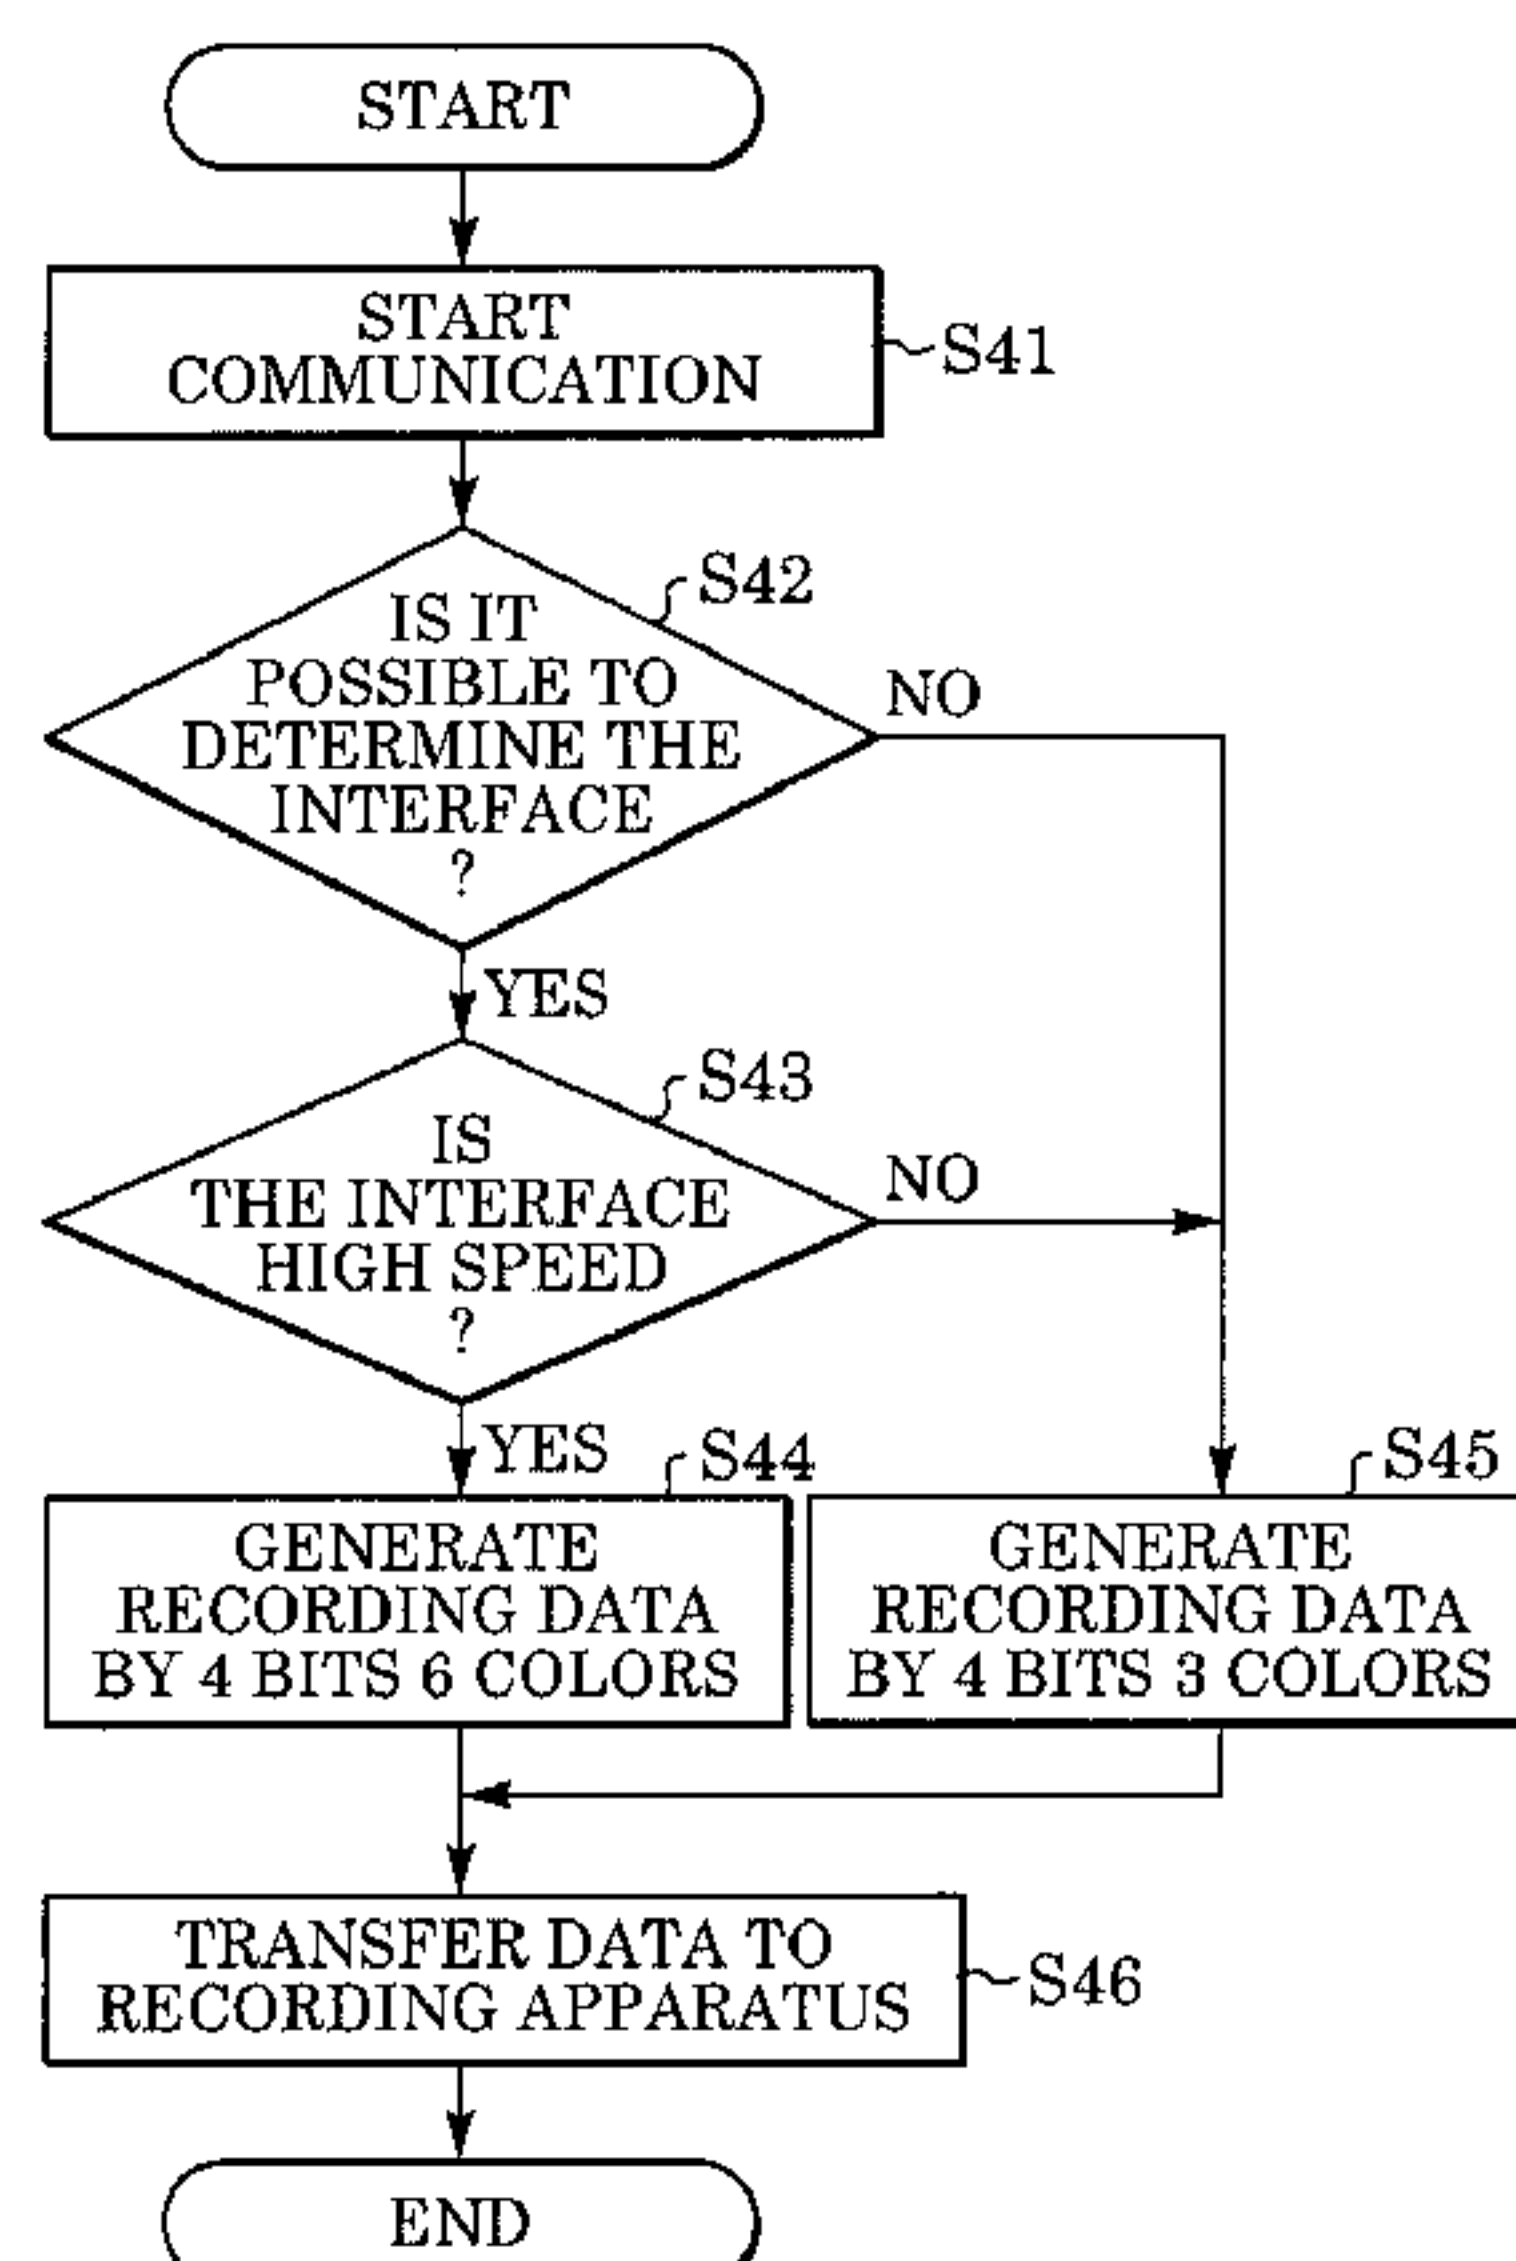 START
START
COMMUNICATION
S41
S42
IS IT
POSSIBLE TO
DETERMINE THE
INTERFACE
?
NO
YES
S43
IS
THE INTERFACE
HIGH SPEED
?
NO
YES
S44
GENERATE
RECORDING DATA
BY 4 BITS 6 COLORS
S45
GENERATE
RECORDING DATA
BY 4 BITS 3 COLORS
TRANSFER DATA TO
RECORDING APPARATUS
S46
END